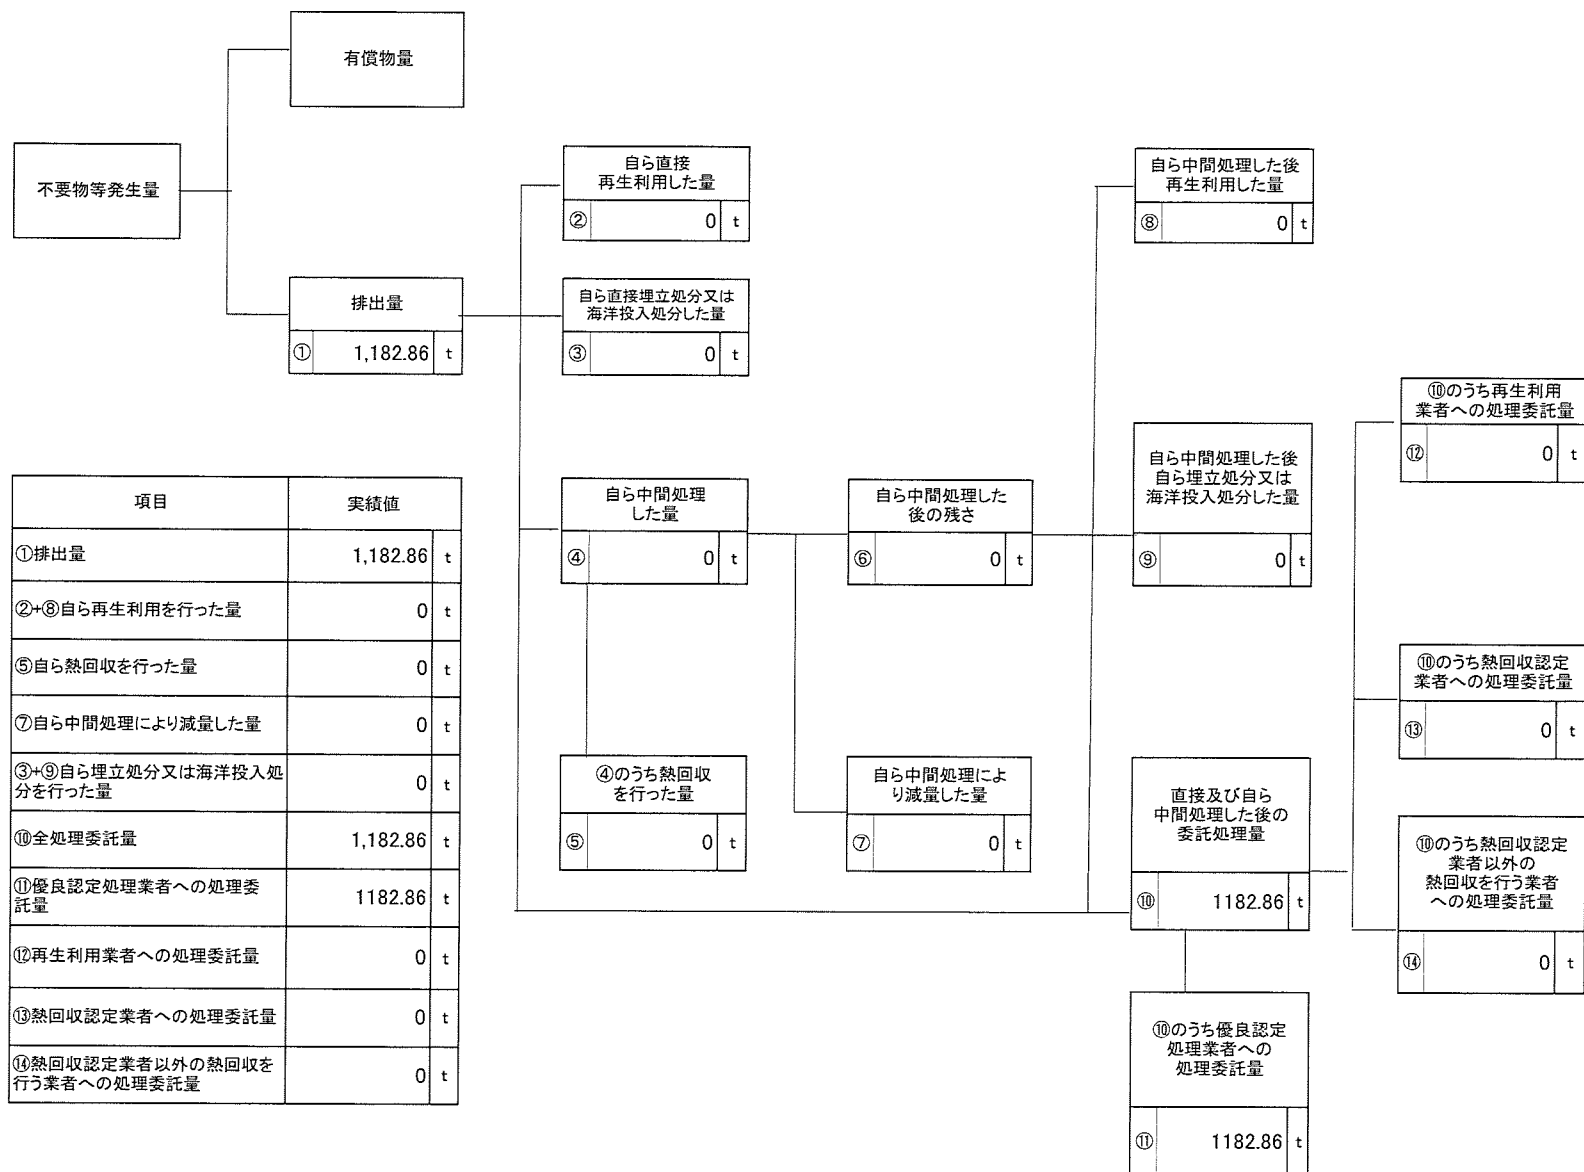 有償物量
不要物等発生量
排出量
① 1,182.86 t
自ら直接
再生利用した量
② 0 t
自ら直接埋立処分又は
海洋投入処分した量
③ 0 t
自ら中間処理
した量
④ 0 t
④のうち熱回収
を行った量
⑤ 0 t
自ら中間処理した
後の残さ
⑥ 0 t
自ら中間処理によ
り減量した量
⑦ 0 t
自ら中間処理した後
再生利用した量
⑧ 0 t
自ら中間処理した後
自ら埋立処分又は
海洋投入処分した量
⑨ 0 t
直接及び自ら
中間処理した後の
委託処理量
⑩ 1182.86 t
⑩のうち優良認定
処理業者への
処理委託量
⑪ 1182.86 t
⑩のうち再生利用
業者への処理委託量
⑫ 0 t
⑩のうち熱回収認定
業者への処理委託量
⑬ 0 t
⑩のうち熱回収認定
業者以外の
熱回収を行う業者
への処理委託量
⑭ 0 t
項目 実績値
①排出量 1,182.86 t
②+⑧自ら再生利用を行った量 0 t
⑤自ら熱回収を行った量 0 t
⑦自ら中間処理により減量した量 0 t
③+⑨自ら埋立処分又は海洋投入処
分を行った量 0 t
⑩全処理委託量 1,182.86 t
⑪優良認定処理業者への処理委
託量 1182.86 t
⑫再生利用業者への処理委託量 0 t
⑬熱回収認定業者への処理委託量 0 t
⑭熱回収認定業者以外の熱回収を
行う業者への処理委託量 0 t